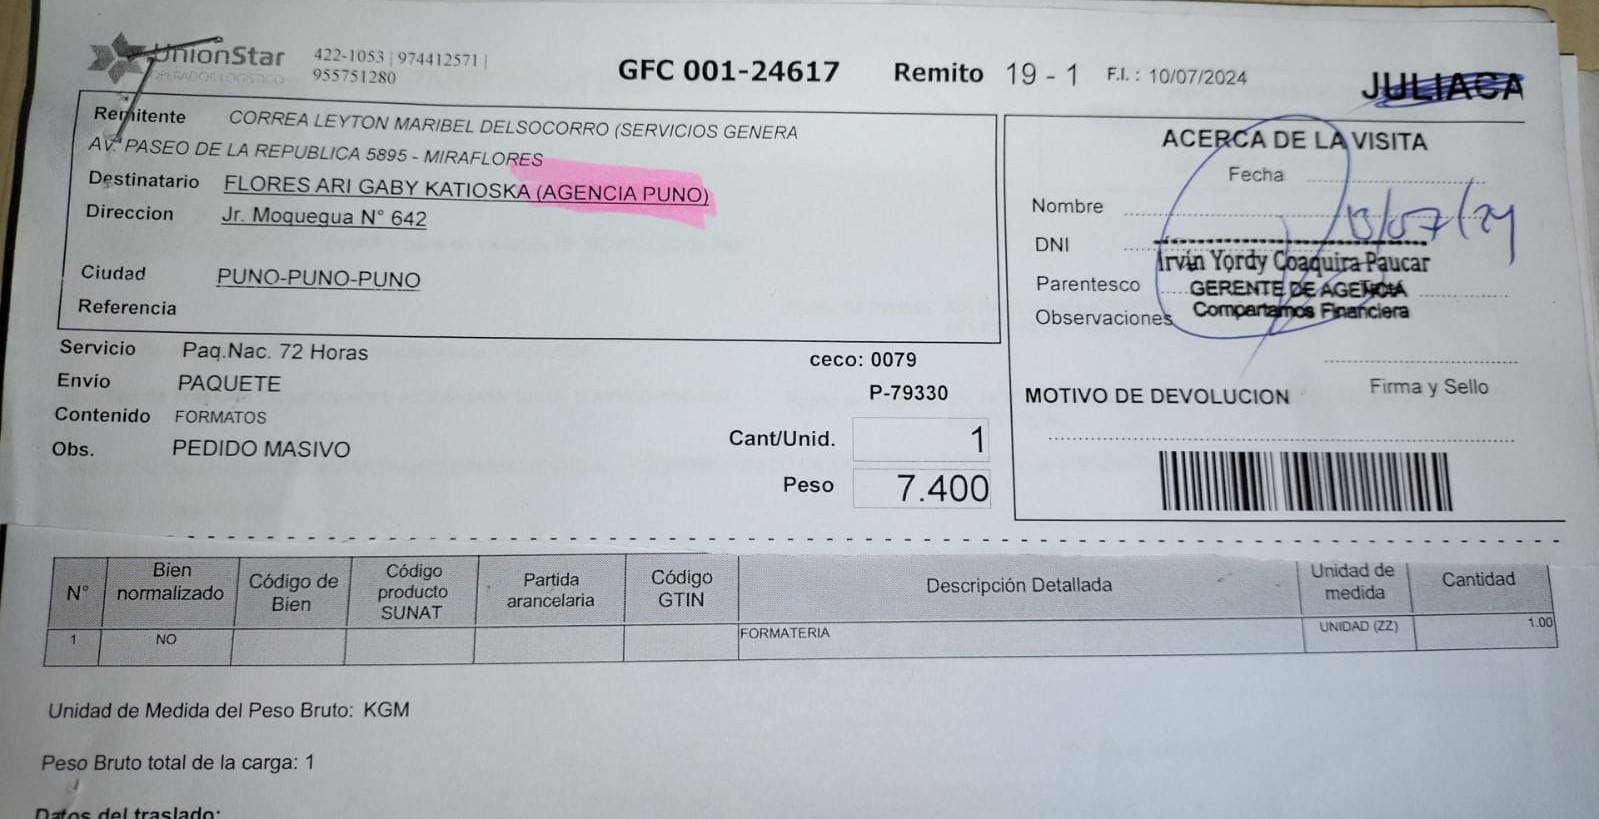 UnionStar
OPERADOR LOGISTICO
422-1053 | 974412571 |
955751280
GFC 001-24617
Remito 19 - 1
F.I. : 10/07/2024
JULIACA
Remitente CORREA LEYTON MARIBEL DELSOCORRO (SERVICIOS GENERA
AV. PASEO DE LA REPUBLICA 5895 - MIRAFLORES
Destinatario FLORES ARI GABY KATIOSKA (AGENCIA PUNO)
Direccion Jr. Moquegua N° 642
Ciudad PUNO-PUNO-PUNO
Referencia
Servicio Paq.Nac. 72 Horas
Envío PAQUETE
Contenido FORMATOS
Obs. PEDIDO MASIVO
ceco: 0079
P-79330
Cant/Unid. 1
Peso 7.400
ACERCA DE LA VISITA
Fecha
Nombre
DNI
Parentesco
Observaciones
Irvin Yordy Coaquira Paucar
GERENTE DE AGENCIA
Compartamos Financiera
Firma y Sello
MOTIVO DE DEVOLUCION
N° Bien normalizado Código de Bien Código producto SUNAT Partida arancelaria Código GTIN Descripción Detallada Unidad de medida Cantidad
1 NO FORMATERIA UNIDAD (ZZ) 1.00
Unidad de Medida del Peso Bruto: KGM
Peso Bruto total de la carga: 1
Datos del traslado: